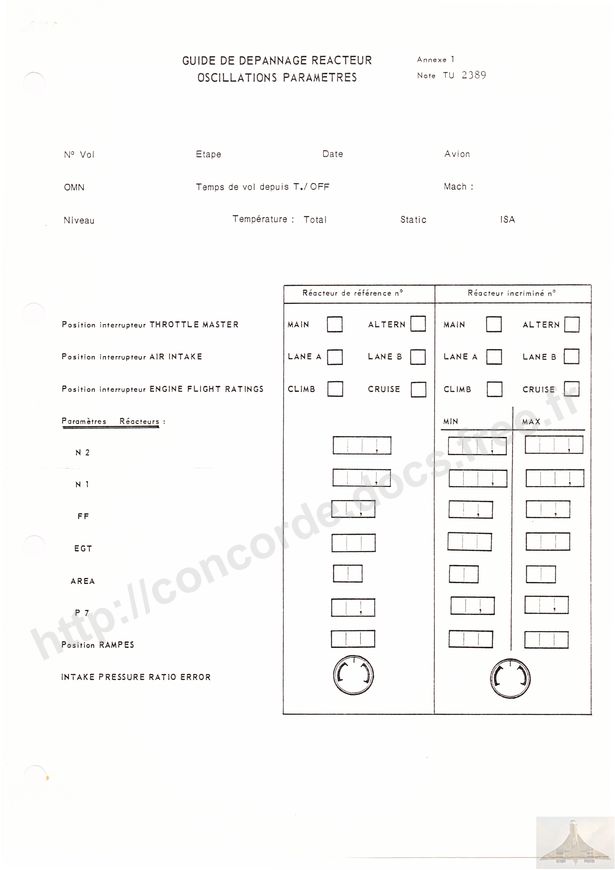 GUIDE DE DEPANNAGE REACTEUR
OSCILLATIONS PARAMETRES
Annexe 1
Note TU 2389
N° Vol Etape Date Avion
OMN Temps de vol depuis T./OFF Mach :
Niveau Température : Total Static ISA
Réacteur de référence n° Réacteur incriminé n°
Position interrupteur THROTTLE MASTER MAIN ALTERN MAIN ALTERN
Position interrupteur AIR INTAKE LANE A LANE B LANE A LANE B
Position interrupteur ENGINE FLIGHT RATINGS CLIMB CRUISE CLIMB CRUISE
Paramètres Réacteurs : MIN MAX
N 2
N 1
FF
EGT
AREA
P 7
Position RAMPES
INTAKE PRESSURE RATIO ERROR
http://concorde.docs.free.fr